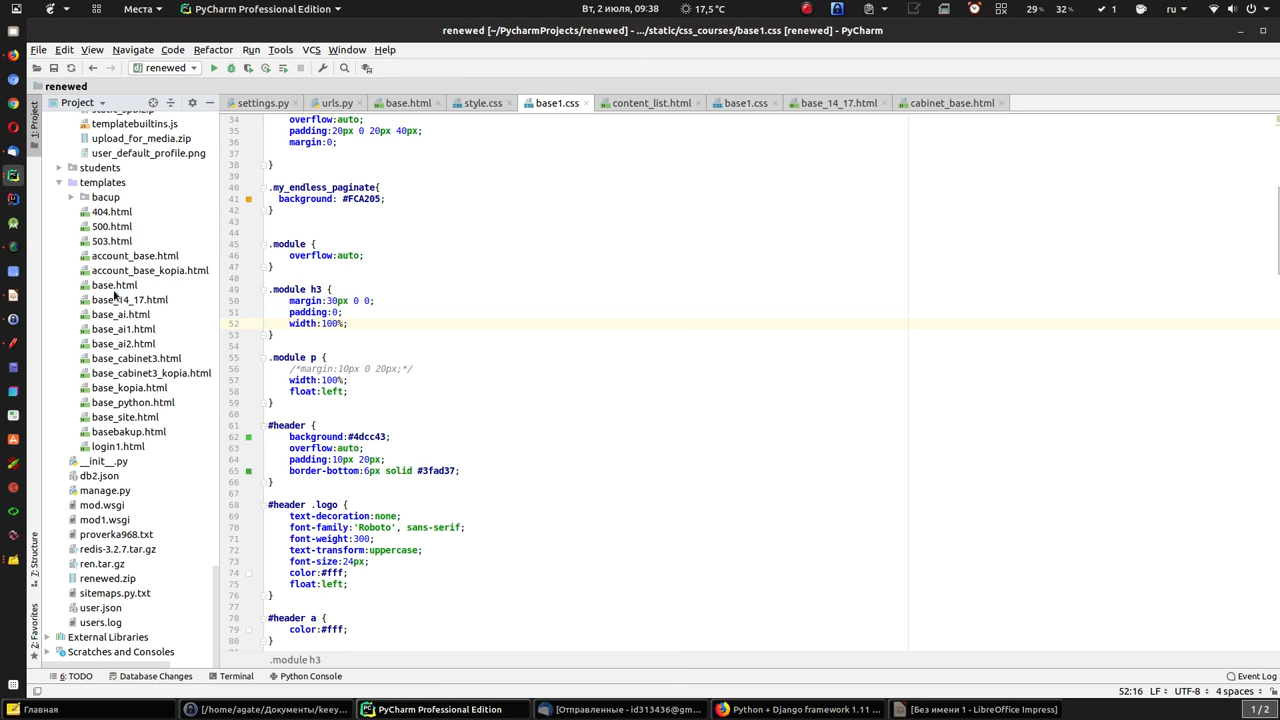 Места
PyCharm Professional Edition
Вт, 2 июля, 09:38
17,5°C
29 %
32%
1
ru
renewed [~/PycharmProjects/renewed] - .../static/css_courses/base1.css [renewed] - PyCharm
File Edit View Navigate Code Refactor Run Tools VCS Window Help
renewed
renewed
Project
settings.py urls.py base.html style.css base1.css content_list.html base1.css base_14_17.html cabinet_base.html
1: Project
7: Structure
2: Favorites
templatebuiltins.js
upload_for_media.zip
user_default_profile.png
students
templates
bacup
404.html
500.html
503.html
account_base.html
account_base_kopia.html
base.html
base_14_17.html
base_ai.html
base_ai1.html
base_ai2.html
base_cabinet3.html
base_cabinet3_kopia.html
base_kopia.html
base_python.html
base_site.html
basebakup.html
login1.html
__init__.py
db2.json
manage.py
mod.wsgi
mod1.wsgi
proverka968.txt
redis-3.2.7.tar.gz
ren.tar.gz
renewed.zip
sitemaps.py.txt
user.json
users.log
External Libraries
Scratches and Consoles
34 overflow:auto;
35 padding:20px 0 20px 40px;
36 margin:0;
37
38 }
39
40 .my_endless_paginate{
41 background: #FCA205;
42 }
43
44
45 .module {
46 overflow:auto;
47 }
48
49 .module h3 {
50 margin:30px 0 0;
51 padding:0;
52 width:100%;
53 }
54
55 .module p {
56 /*margin:10px 0 20px;*/
57 width:100%;
58 float:left;
59 }
60
61 #header {
62 background:#4dcc43;
63 overflow:auto;
64 padding:10px 20px;
65 border-bottom:6px solid #3fad37;
66 }
67
68 #header .logo {
69 text-decoration:none;
70 font-family:'Roboto', sans-serif;
71 font-weight:300;
72 text-transform:uppercase;
73 font-size:24px;
74 color:#fff;
75 float:left;
76 }
77
78 #header a {
79 color:#fff;
80 }
.module h3
6: TODO Database Changes Terminal Python Console Event Log
52:16 LF UTF-8 4 spaces
Главная
[/home/agate/Документы/keey...
PyCharm Professional Edition
[Отправленные - id313436@gm...
Python + Django framework 1.11 ...
[Без имени 1 - LibreOffice Impress]
1 / 2